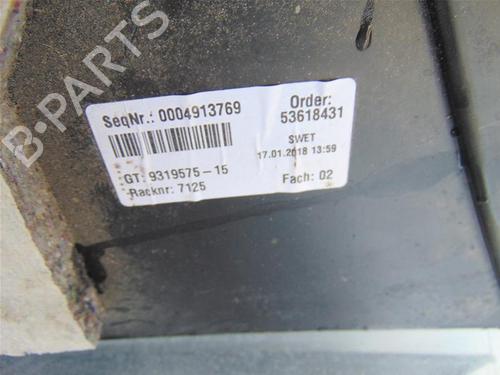 B-PARTS
SeqNr.: 0004913769
Order:
53618431
SWET
17.01.2018 13:59
GT: 9319575-15
Racknr: 7125
Fach: 02